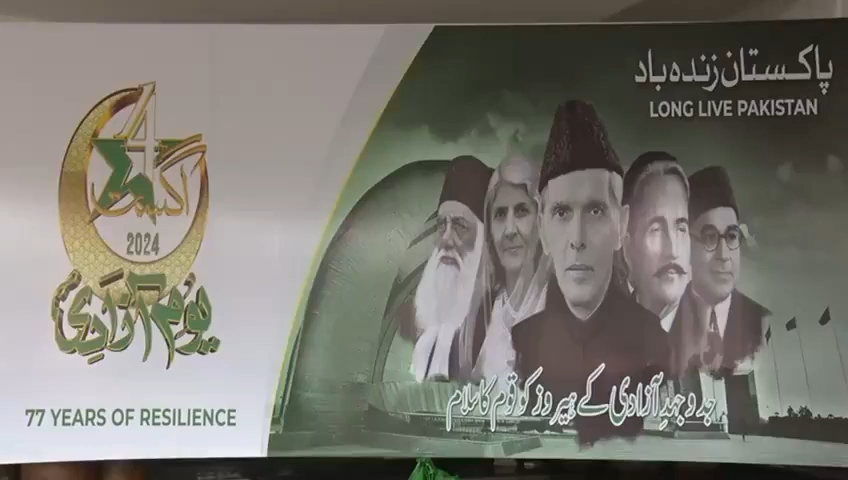 14
اگست
2024
یومِ آزادی
77 YEARS OF RESILIENCE
پاکستان زندہ باد
LONG LIVE PAKISTAN
جدوجہدِ آزادی کے ہیروز کو قوم کا سلام